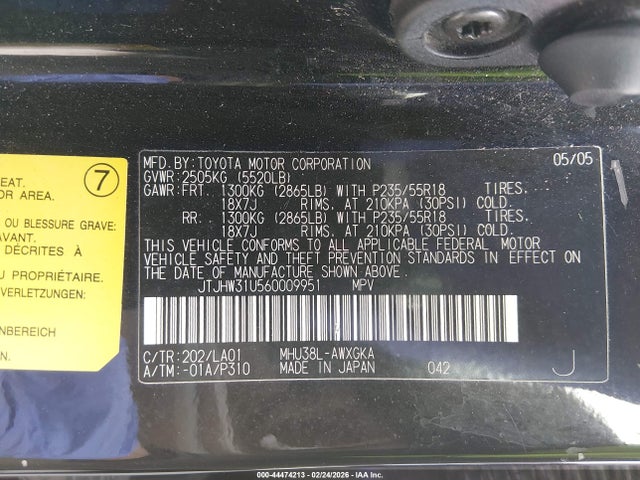 7
EAT.
OR AREA.
OU BLESSURE GRAVE:
AVANT.
DÉCRITES À
U PROPRIÉTAIRE.
VERLETZUNGEN.
NBEREICH
MFD. BY: TOYOTA MOTOR CORPORATION 05/05
GVWR: 2505KG (5520LB)
GAWR: FRT. 1300KG (2865LB) WITH P235/55R18 TIRES.
18X7J RIMS. AT 210KPA (30PSI) COLD.
RR. 1300KG (2865LB) WITH P235/55R18 TIRES.
18X7J RIMS. AT 210KPA (30PSI) COLD.
THIS VEHICLE CONFORMS TO ALL APPLICABLE FEDERAL MOTOR
VEHICLE SAFETY AND THEFT PREVENTION STANDARDS IN EFFECT ON
THE DATE OF MANUFACTURE SHOWN ABOVE.
JTJHW31U560009951 MPV
C/TR: 202/LA01 MHU38L-AWXGKA
A/TM: -01A/P310 MADE IN JAPAN 042 J
000-44474213 - 02/24/2026 - IAA Inc.